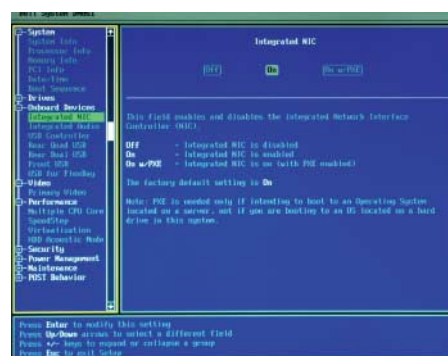 System
System Info
Processor Info
Memory Info
PCI Info
Date/Time
Boot Sequence
Drives
Onboard Devices
Integrated NIC
Integrated Audio
USB Controller
Rear Quad USB
Rear Dual USB
Front USB
USB for FlexBay
Video
Primary Video
Performance
Multiple CPU Core
SpeedStep
Virtualization
HDD Acoustic Mode
Security
Power Management
Maintenance
POST Behavior
Integrated NIC
Off On On w/PXE
This field enables and disables the integrated Network Interface
Controller (NIC).
Off - Integrated NIC is disabled
On - Integrated NIC is enabled
On w/PXE - Integrated NIC is on (with PXE enabled)
The factory default setting is On
Note: PXE is needed only if intending to boot to an Operating System
located on a server, not if you are booting to an OS located on a hard
drive in this system.
Press Enter to modify this setting
Press Up/Down arrows to select a different field
Press +/- keys to expand or collapse a group
Press Esc to exit Setup